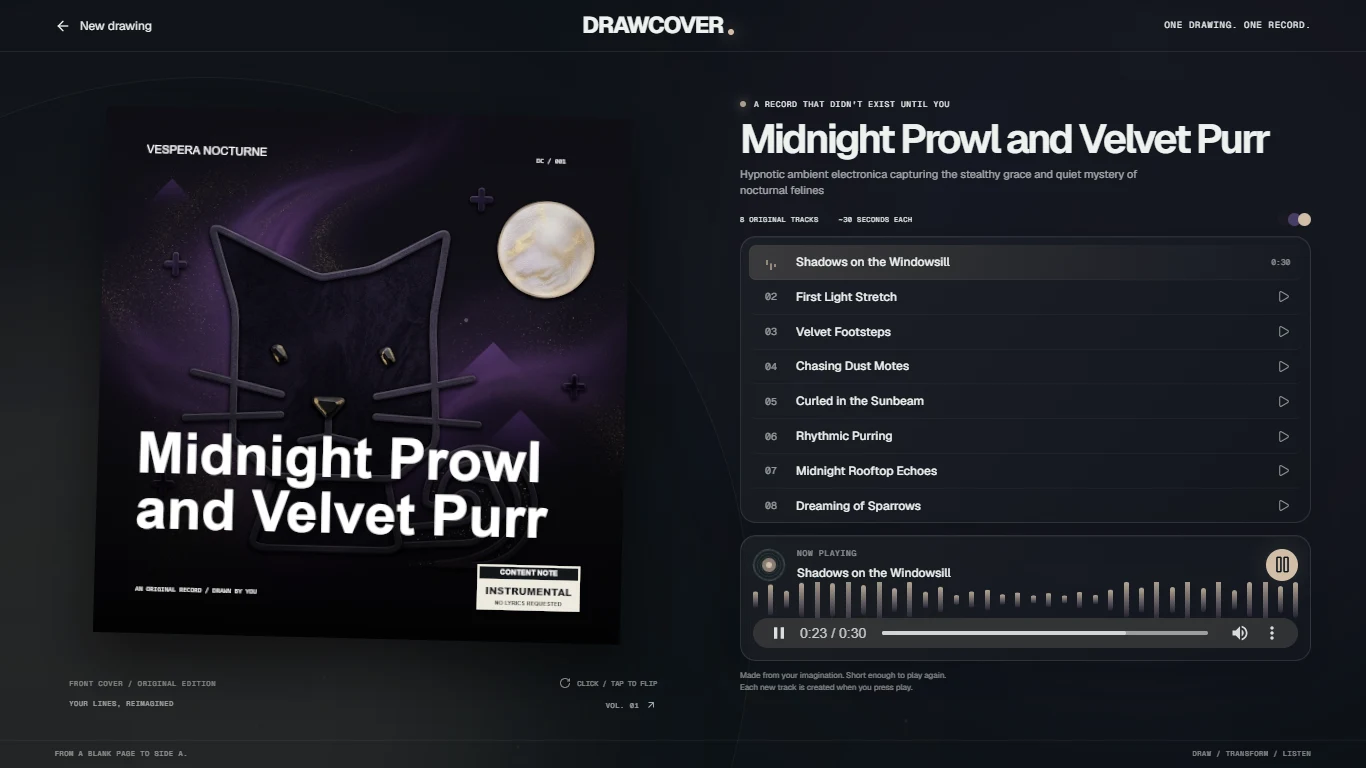 New drawing
DRAWCOVER.
ONE DRAWING. ONE RECORD.
VESPERA NOCTURNE
DC / 001
Midnight Prowl
and Velvet Purr
AN ORIGINAL RECORD / DRAWN BY YOU
CONTENT NOTE
INSTRUMENTAL
NO LYRICS REQUESTED
FRONT COVER / ORIGINAL EDITION
CLICK / TAP TO FLIP
YOUR LINES, REIMAGINED
VOL. 01
A RECORD THAT DIDN'T EXIST UNTIL YOU
Midnight Prowl and Velvet Purr
Hypnotic ambient electronica capturing the stealthy grace and quiet mystery of
nocturnal felines
8 ORIGINAL TRACKS ~30 SECONDS EACH
Shadows on the Windowsill 0:30
02 First Light Stretch
03 Velvet Footsteps
04 Chasing Dust Motes
05 Curled in the Sunbeam
06 Rhythmic Purring
07 Midnight Rooftop Echoes
08 Dreaming of Sparrows
NOW PLAYING
Shadows on the Windowsill
0:23 / 0:30
Made from your imagination. Short enough to play again.
Each new track is created when you press play.
FROM A BLANK PAGE TO SIDE A.
DRAW / TRANSFORM / LISTEN